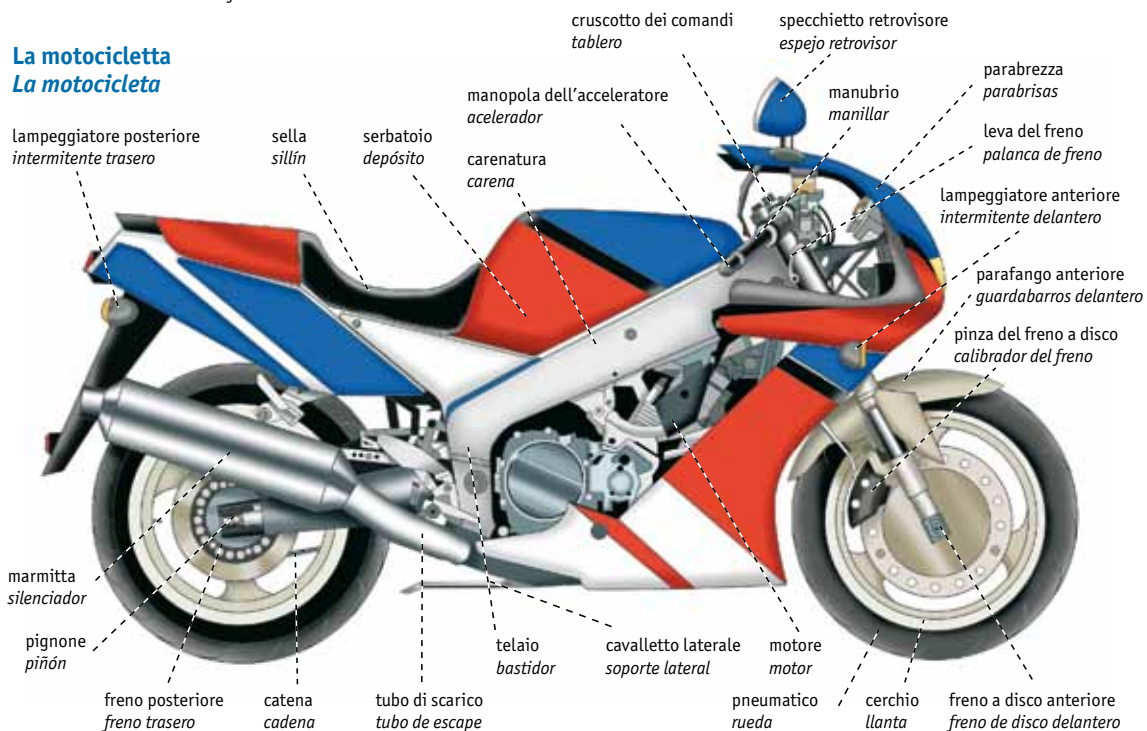 La motocicletta
La motocicleta
cruscotto dei comandi
tablero
specchietto retrovisore
espejo retrovisor
parabrezza
parabrisas
manopola dell'acceleratore
acelerador
manubrio
manillar
leva del freno
palanca de freno
lampeggiatore posteriore
intermitente trasero
sella
sillín
serbatoio
depósito
carenatura
carena
lampeggiatore anteriore
intermitente delantero
parafango anteriore
guardabarros delantero
pinza del freno a disco
calibrador del freno
marmitta
silenciador
pignone
piñón
freno posteriore
freno trasero
catena
cadena
tubo di scarico
tubo de escape
telaio
bastidor
cavalletto laterale
soporte lateral
motore
motor
pneumatico
rueda
cerchio
llanta
freno a disco anteriore
freno de disco delantero